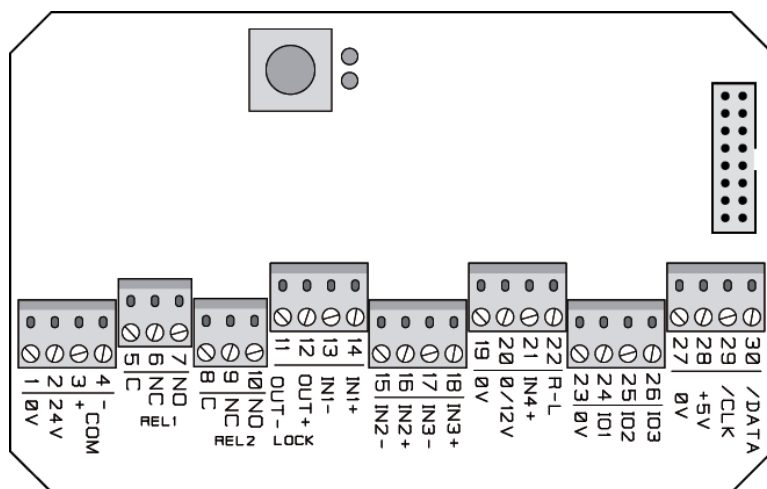 1 0V
2 24V
3 +
4 -
COM
5 C
6 NC
7 NO
REL1
8 C
9 NC
10 NO
REL2
11 OUT-
12 OUT+
LOCK
13 IN1-
14 IN1+
15 IN2-
16 IN2+
17 IN3-
18 IN3+
19 0V
20 0/12V
21 IN4+
22 R-L
23 0V
24 IO1
25 IO2
26 IO3
27 0V
28 +5V
29 /CLK
30 /DATA